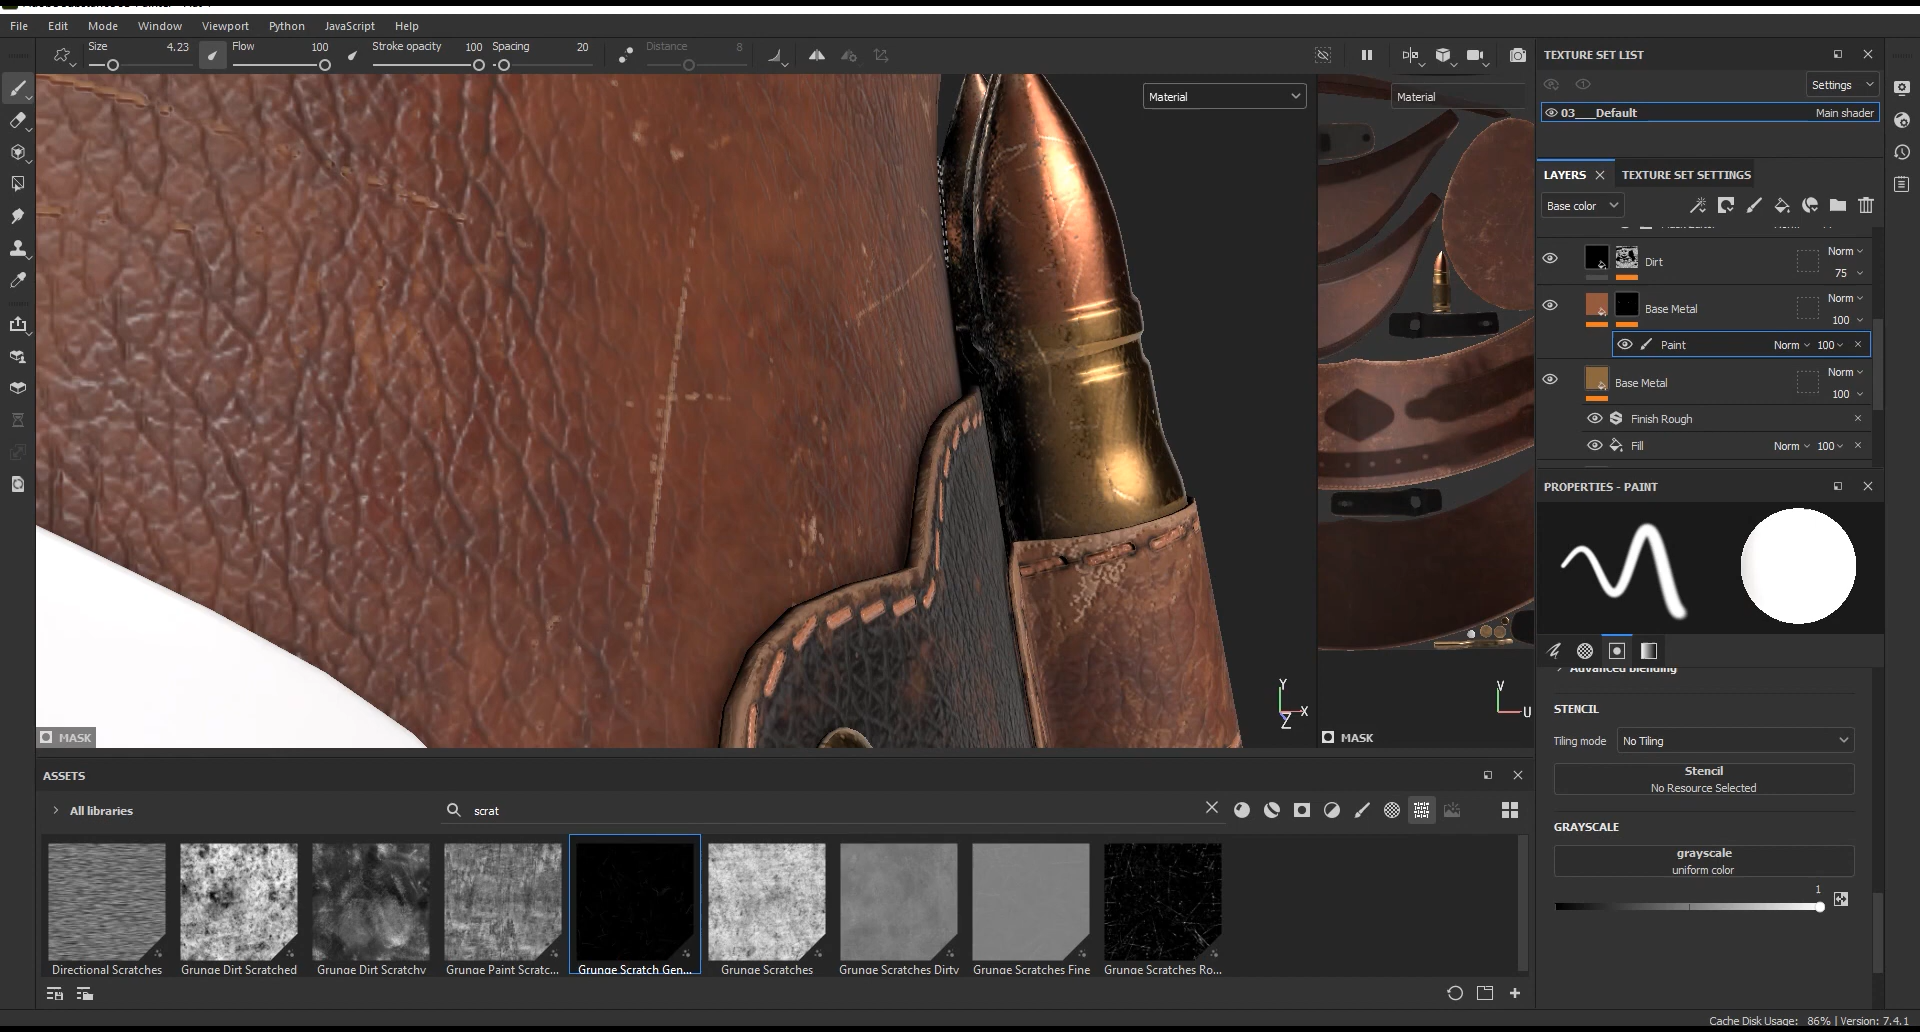 File Edit Mode Window Viewport Python JavaScript Help
Size 4.23 Flow 100 Stroke opacity 100 Spacing 20 Distance 8
Material
Material
MASK
MASK
Y
X
Z
V
U
TEXTURE SET LIST
Settings
03___Default Main shader
LAYERS TEXTURE SET SETTINGS
Base color
Norm
Dirt
75
Norm
Base Metal
100
Paint Norm 100
Norm
Base Metal
100
Finish Rough
Fill Norm 100
PROPERTIES - PAINT
Advanced blending
STENCIL
Tiling mode No Tiling
Stencil
No Resource Selected
GRAYSCALE
grayscale
uniform color
1
ASSETS
All libraries
scrat
Directional Scratches
Grunge Dirt Scratched
Grunge Dirt Scratchy
Grunge Paint Scratc...
Grunge Scratch Gen...
Grunge Scratches
Grunge Scratches Dirty
Grunge Scratches Fine
Grunge Scratches Ro...
Cache Disk Usage: 86% | Version: 7.4.1